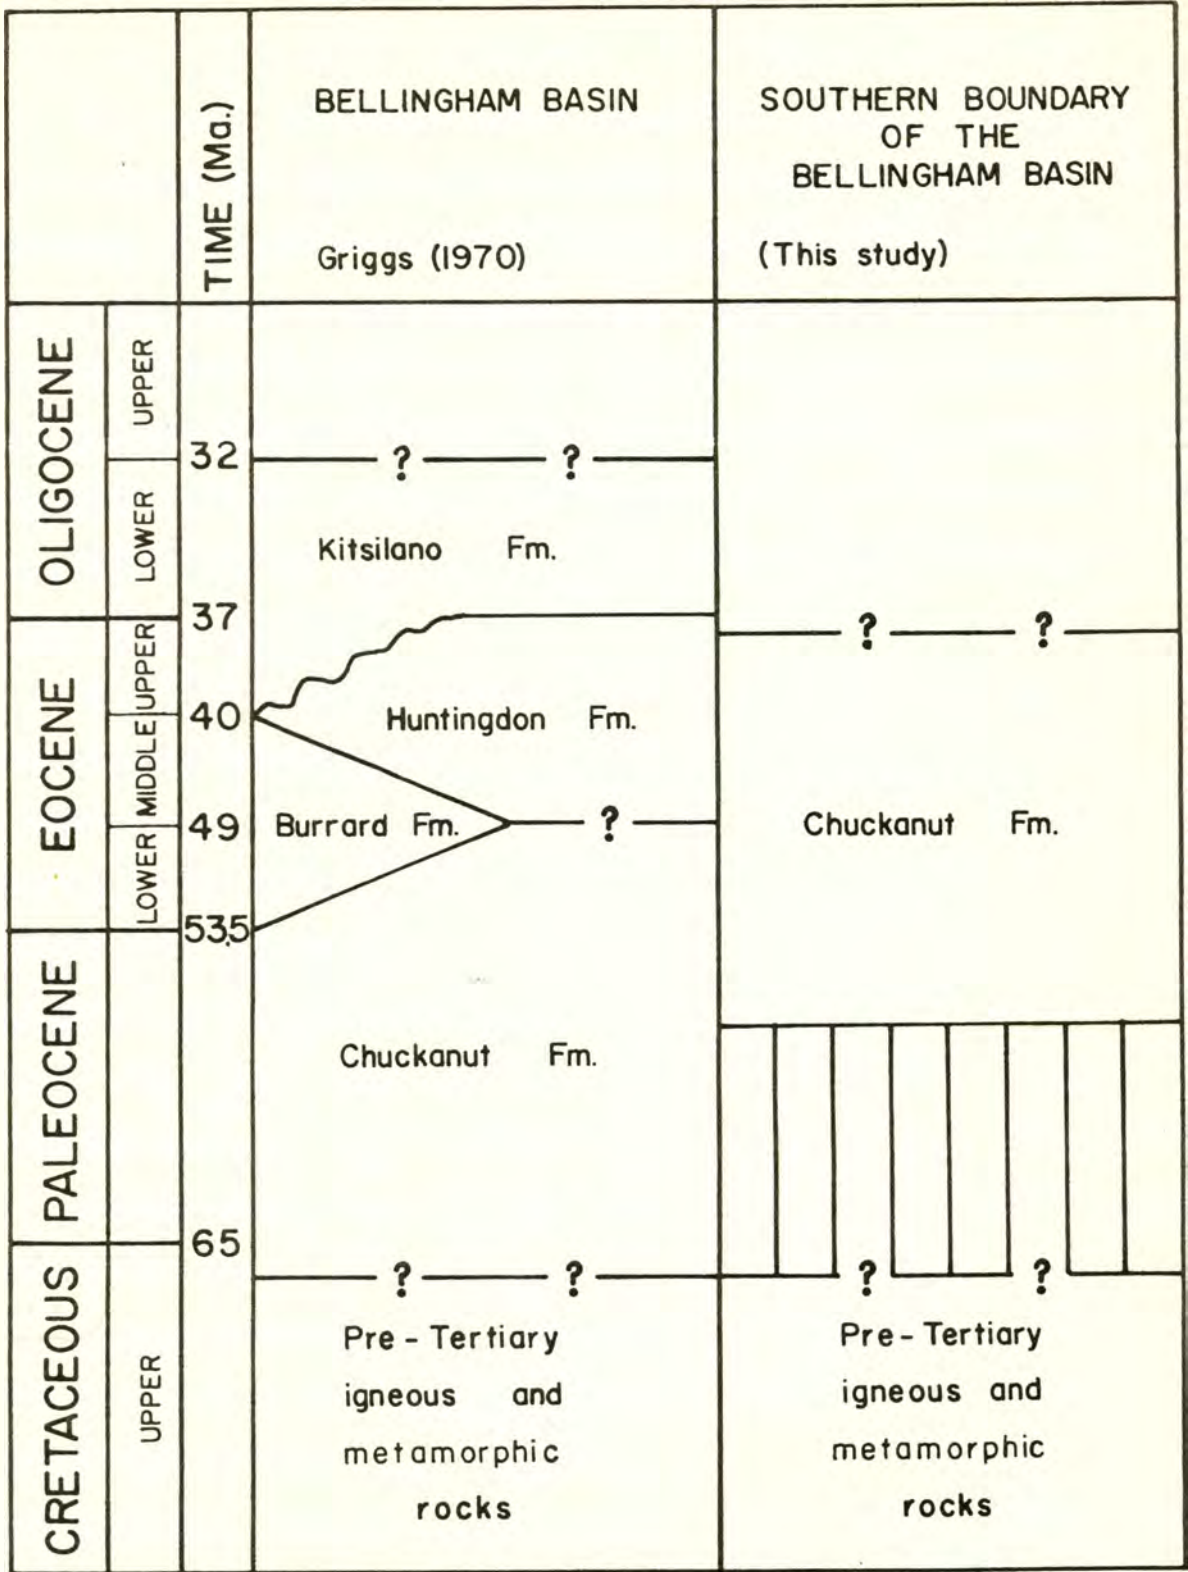 TIME (Ma.)
BELLINGHAM BASIN
Griggs (1970)
SOUTHERN BOUNDARY
OF THE
BELLINGHAM BASIN
(This study)
OLIGOCENE
UPPER
LOWER
EOCENE
UPPER
MIDDLE
LOWER
PALEOCENE
CRETACEOUS
UPPER
32
37
40
49
53.5
65
? ?
Kitsilano Fm.
Huntingdon Fm.
Burrard Fm.
?
Chuckanut Fm.
? ?
Pre-Tertiary
igneous and
metamorphic
rocks
? ?
Chuckanut Fm.
? ?
Pre-Tertiary
igneous and
metamorphic
rocks